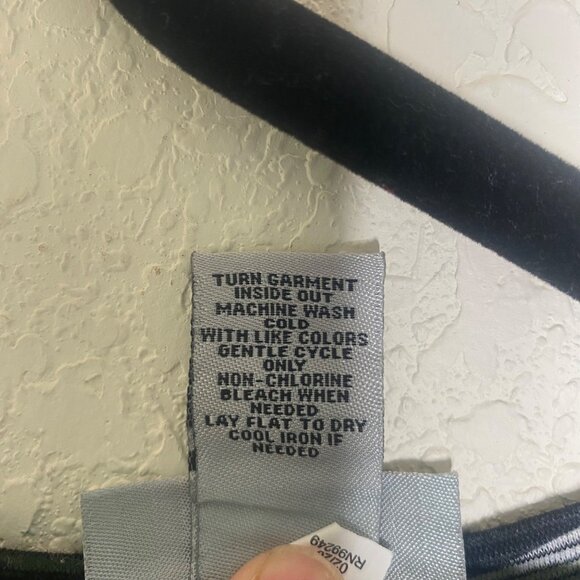 TURN GARMENT
INSIDE OUT
MACHINE WASH
COLD
WITH LIKE COLORS
GENTLE CYCLE
ONLY
NON-CHLORINE
BLEACH WHEN
NEEDED
LAY FLAT TO DRY
COOL IRON IF
NEEDED
RN99249